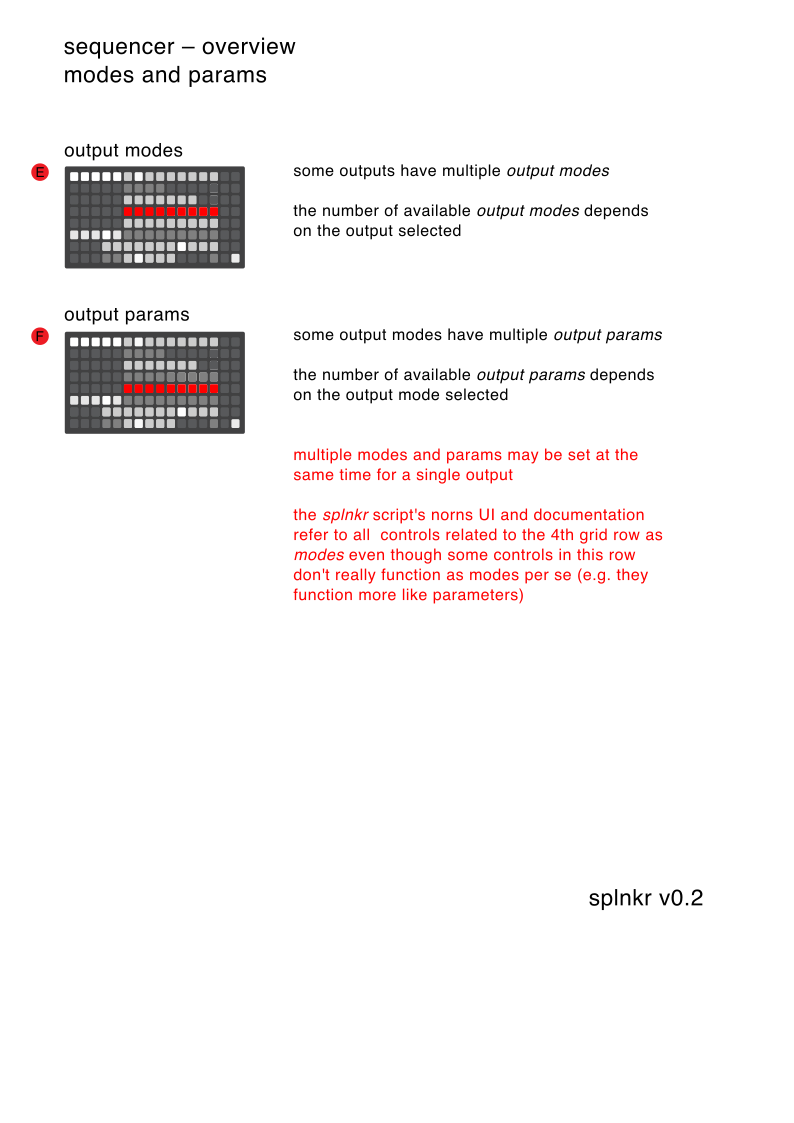 sequencer – overview
modes and params
output modes
E
some outputs have multiple output modes
the number of available output modes depends
on the output selected
output params
F
some output modes have multiple output params
the number of available output params depends
on the output mode selected
multiple modes and params may be set at the
same time for a single output
the splnkr script's norns UI and documentation
refer to all  controls related to the 4th grid row as
modes even though some controls in this row
don't really function as modes per se (e.g. they
function more like parameters)
splnkr v0.2